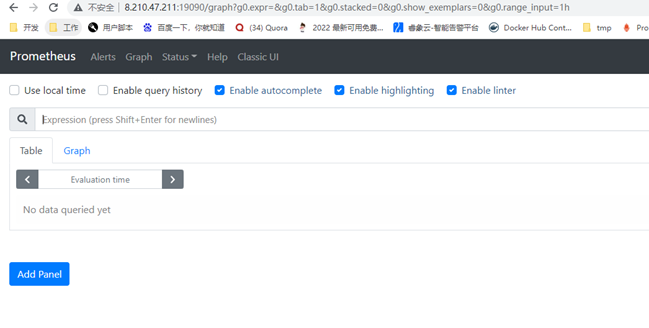 不安全 | 8.210.47.211:19090/graph?g0.expr=&g0.tab=1&g0.stacked=0&g0.show_exemplars=0&g0.range_input=1h
开发 工作 用户脚本 百度一下，你就知道 (34) Quora 2022 最新可用免费... 睿象云-智能告警平台 Docker Hub Cont... tmp Pro
Prometheus Alerts Graph Status Help Classic UI
Use local time Enable query history Enable autocomplete Enable highlighting Enable linter
Expression (press Shift+Enter for newlines)
Table Graph
Evaluation time
No data queried yet
Add Panel